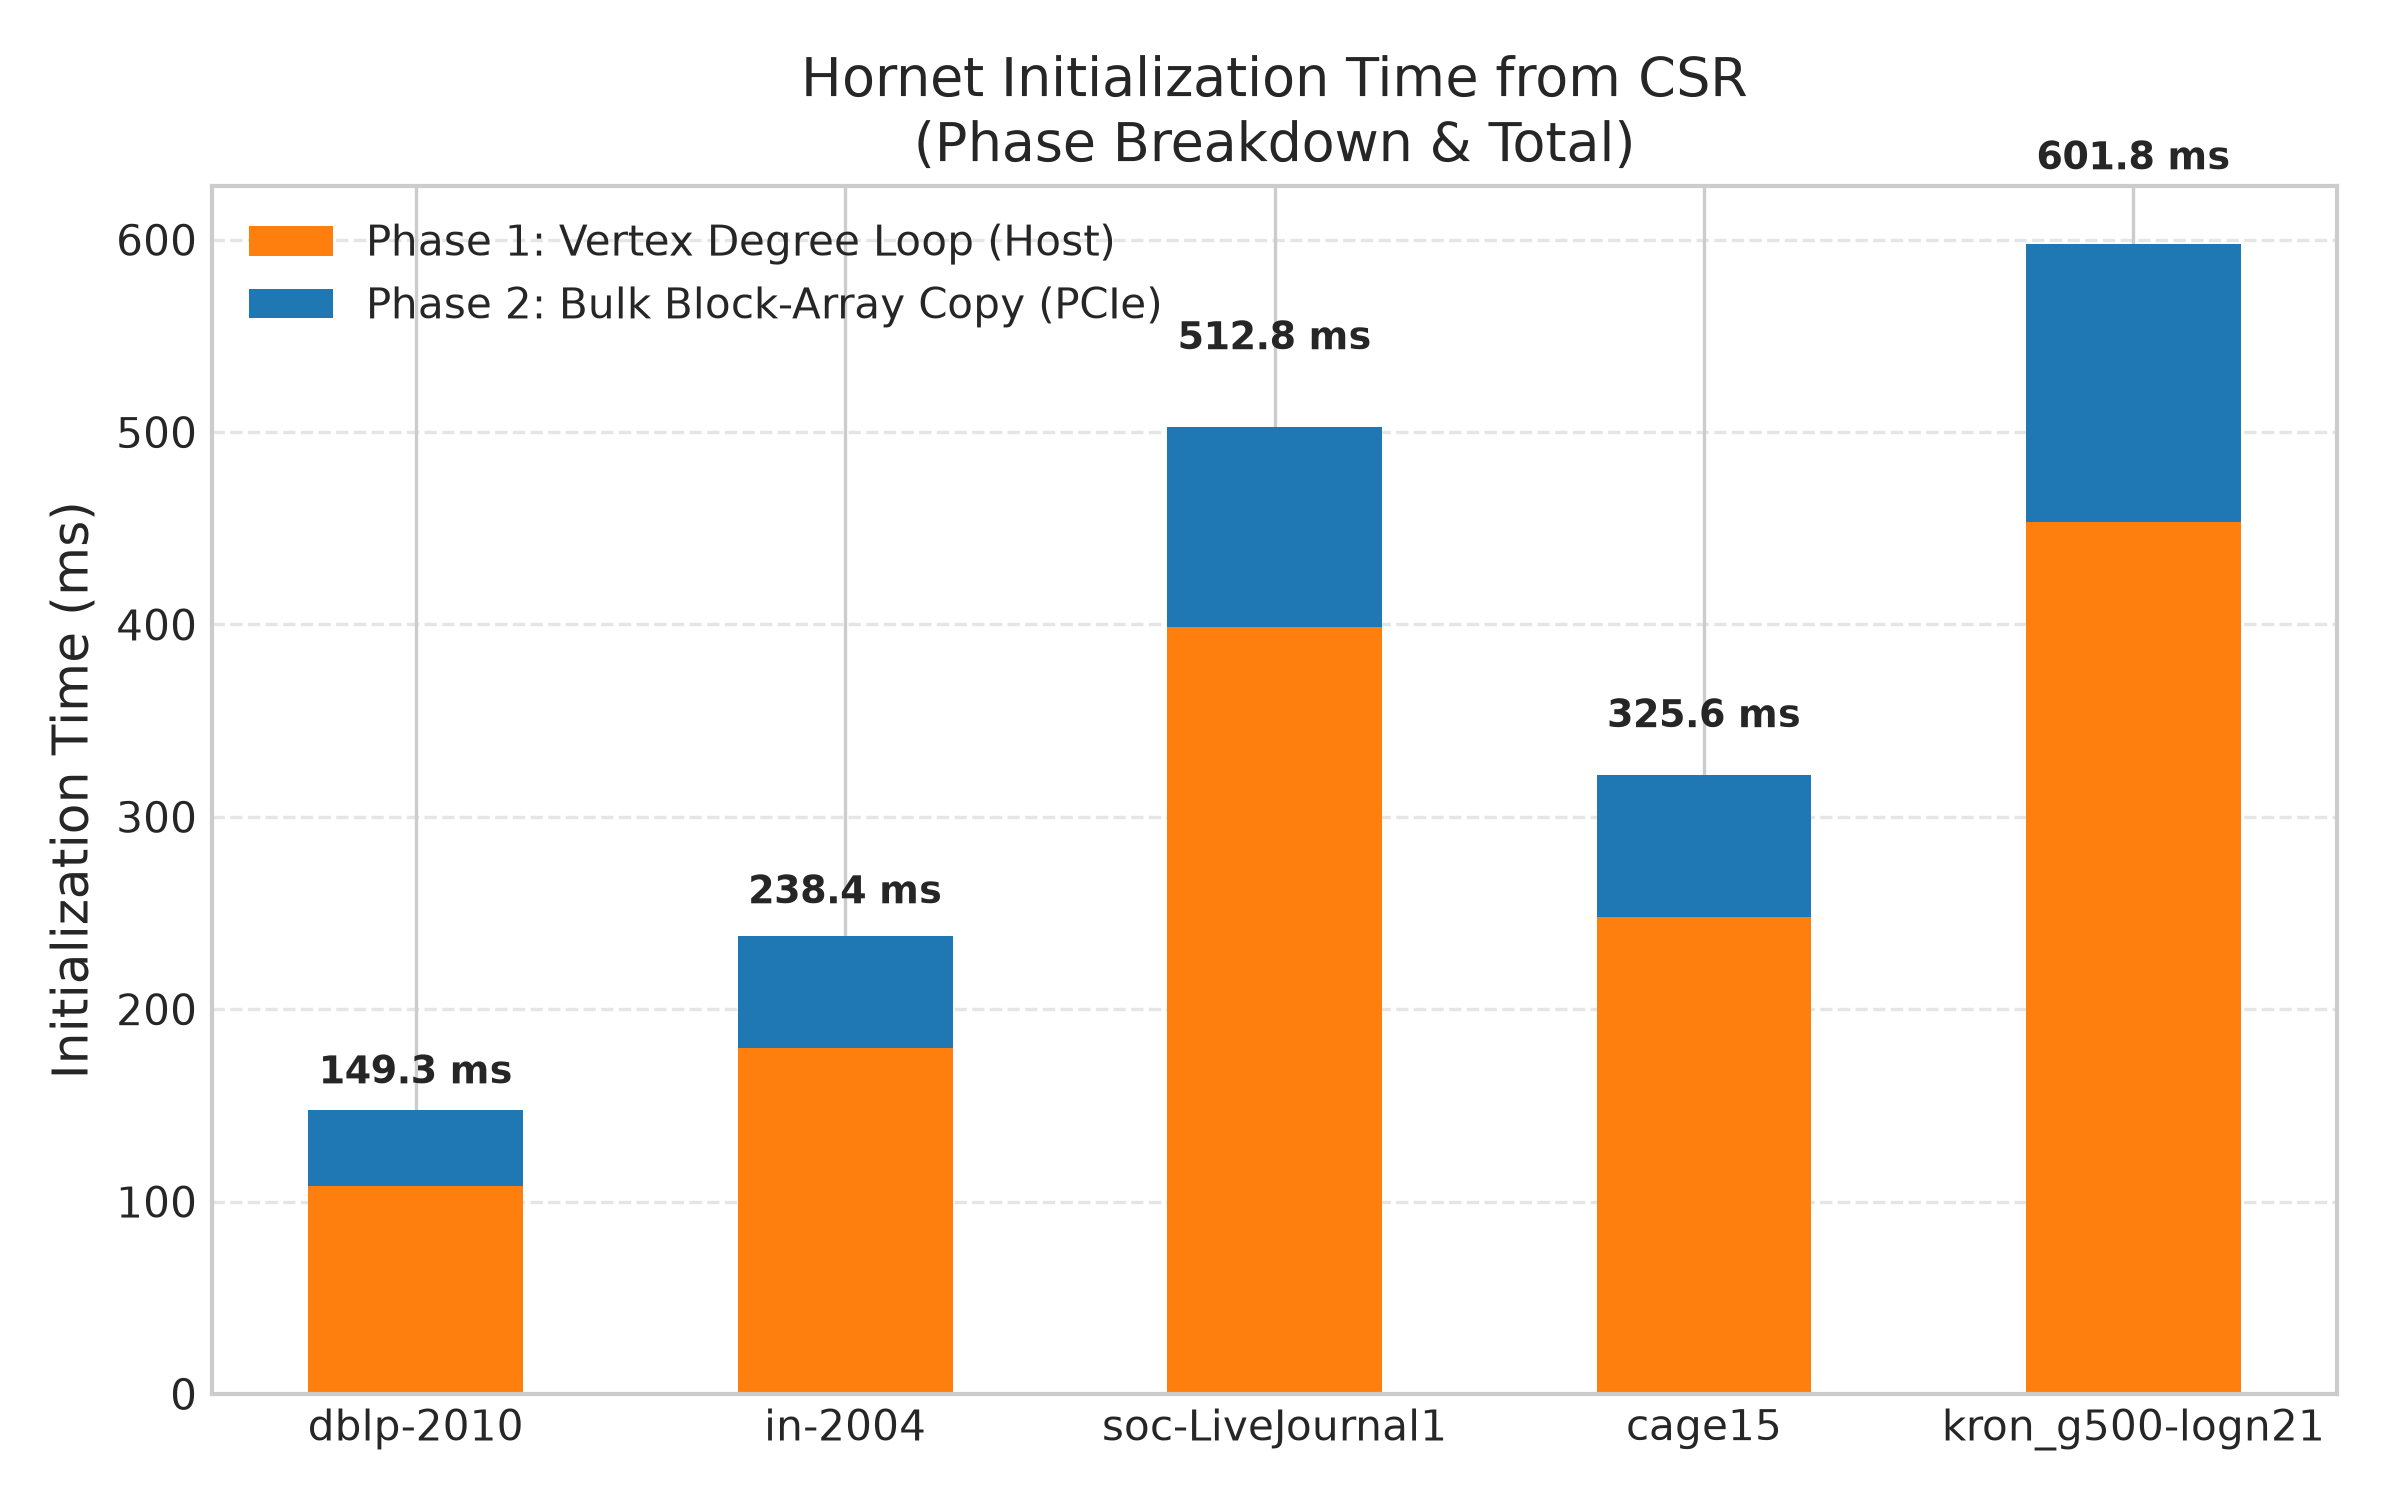 Hornet Initialization Time from CSR
(Phase Breakdown & Total)
601.8 ms
600
Phase 1: Vertex Degree Loop (Host)
Phase 2: Bulk Block-Array Copy (PCIe)
512.8 ms
500
400
325.6 ms
300
238.4 ms
200
149.3 ms
100
0
Initialization Time (ms)
dblp-2010
in-2004
soc-LiveJournal1
cage15
kron_g500-logn21